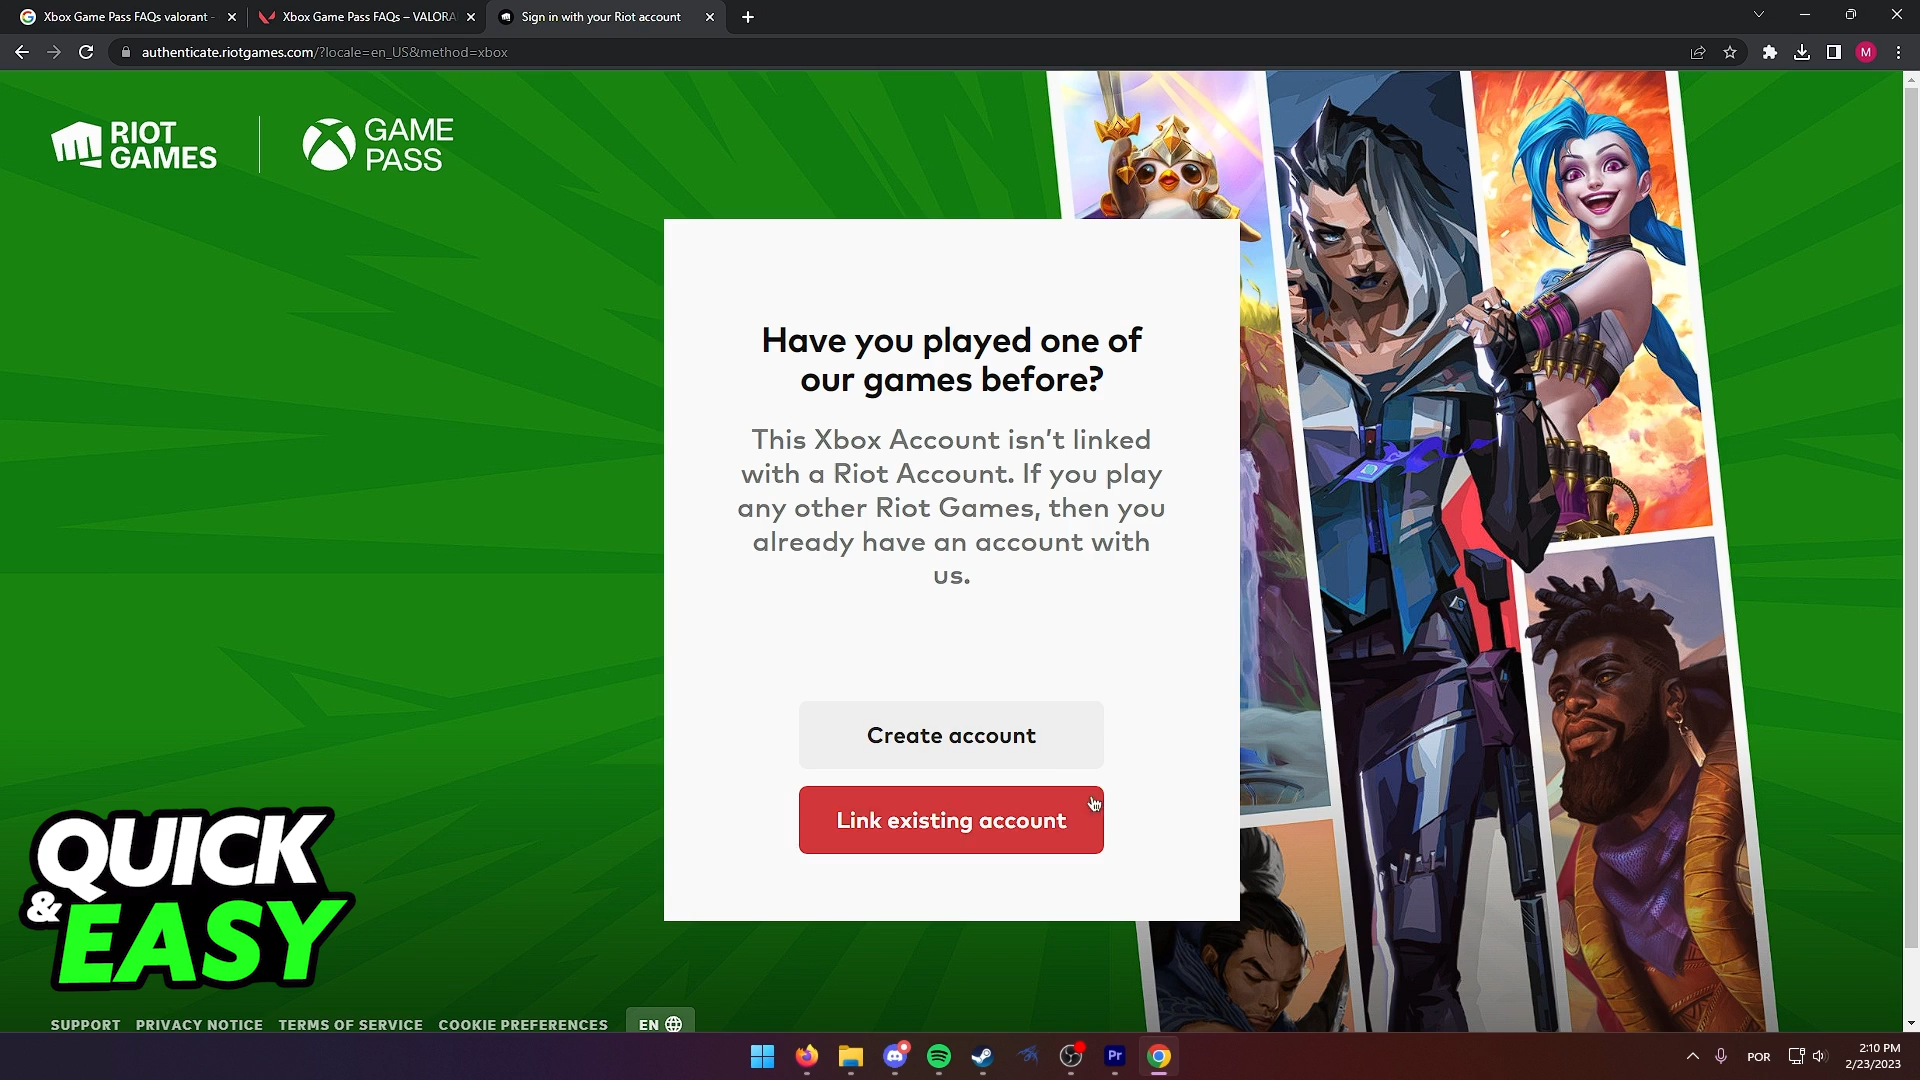 Xbox Game Pass FAQs valorant -
Xbox Game Pass FAQs – VALORA
Sign in with your Riot account
authenticate.riotgames.com/?locale=en_US&method=xbox
M
RIOT GAMES
GAME PASS
Have you played one of
our games before?
This Xbox Account isn’t linked
with a Riot Account. If you play
any other Riot Games, then you
already have an account with
us.
Create account
Link existing account
QUICK
& EASY
SUPPORT PRIVACY NOTICE TERMS OF SERVICE COOKIE PREFERENCES EN
Pr
POR
2:10 PM
2/23/2023